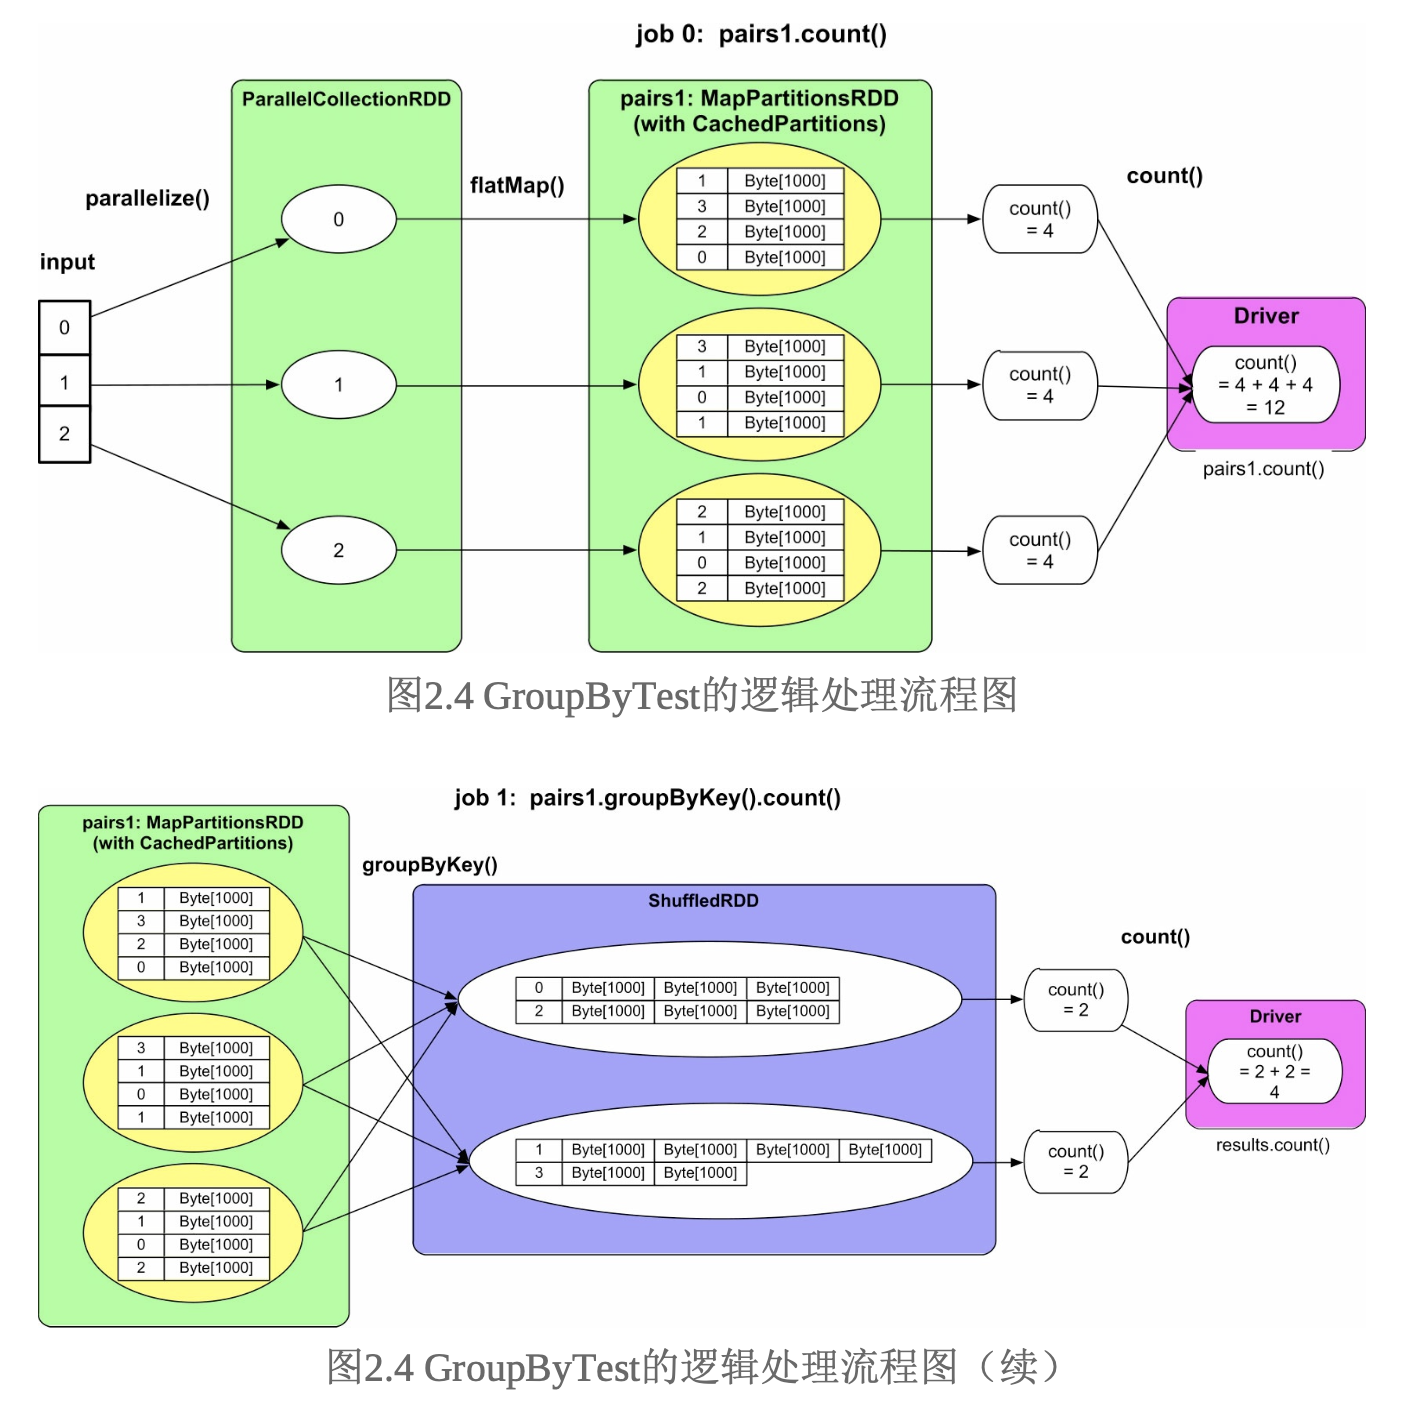 job 0:  pairs1.count()
ParallelCollectionRDD
pairs1: MapPartitionsRDD
(with CachedPartitions)
parallelize()
flatMap()
count()
input
0
1
2
0
1
2
1 Byte[1000]
3 Byte[1000]
2 Byte[1000]
0 Byte[1000]
3 Byte[1000]
1 Byte[1000]
0 Byte[1000]
1 Byte[1000]
2 Byte[1000]
1 Byte[1000]
0 Byte[1000]
2 Byte[1000]
count()
= 4
count()
= 4
count()
= 4
Driver
count()
= 4 + 4 + 4
= 12
pairs1.count()
图2.4 GroupByTest的逻辑处理流程图
job 1:  pairs1.groupByKey().count()
pairs1: MapPartitionsRDD
(with CachedPartitions)
1 Byte[1000]
3 Byte[1000]
2 Byte[1000]
0 Byte[1000]
3 Byte[1000]
1 Byte[1000]
0 Byte[1000]
1 Byte[1000]
2 Byte[1000]
1 Byte[1000]
0 Byte[1000]
2 Byte[1000]
groupByKey()
ShuffledRDD
0 Byte[1000] Byte[1000] Byte[1000]
2 Byte[1000] Byte[1000] Byte[1000]
1 Byte[1000] Byte[1000] Byte[1000] Byte[1000]
3 Byte[1000] Byte[1000]
count()
count()
= 2
count()
= 2
Driver
count()
= 2 + 2 =
4
results.count()
图2.4 GroupByTest的逻辑处理流程图（续）